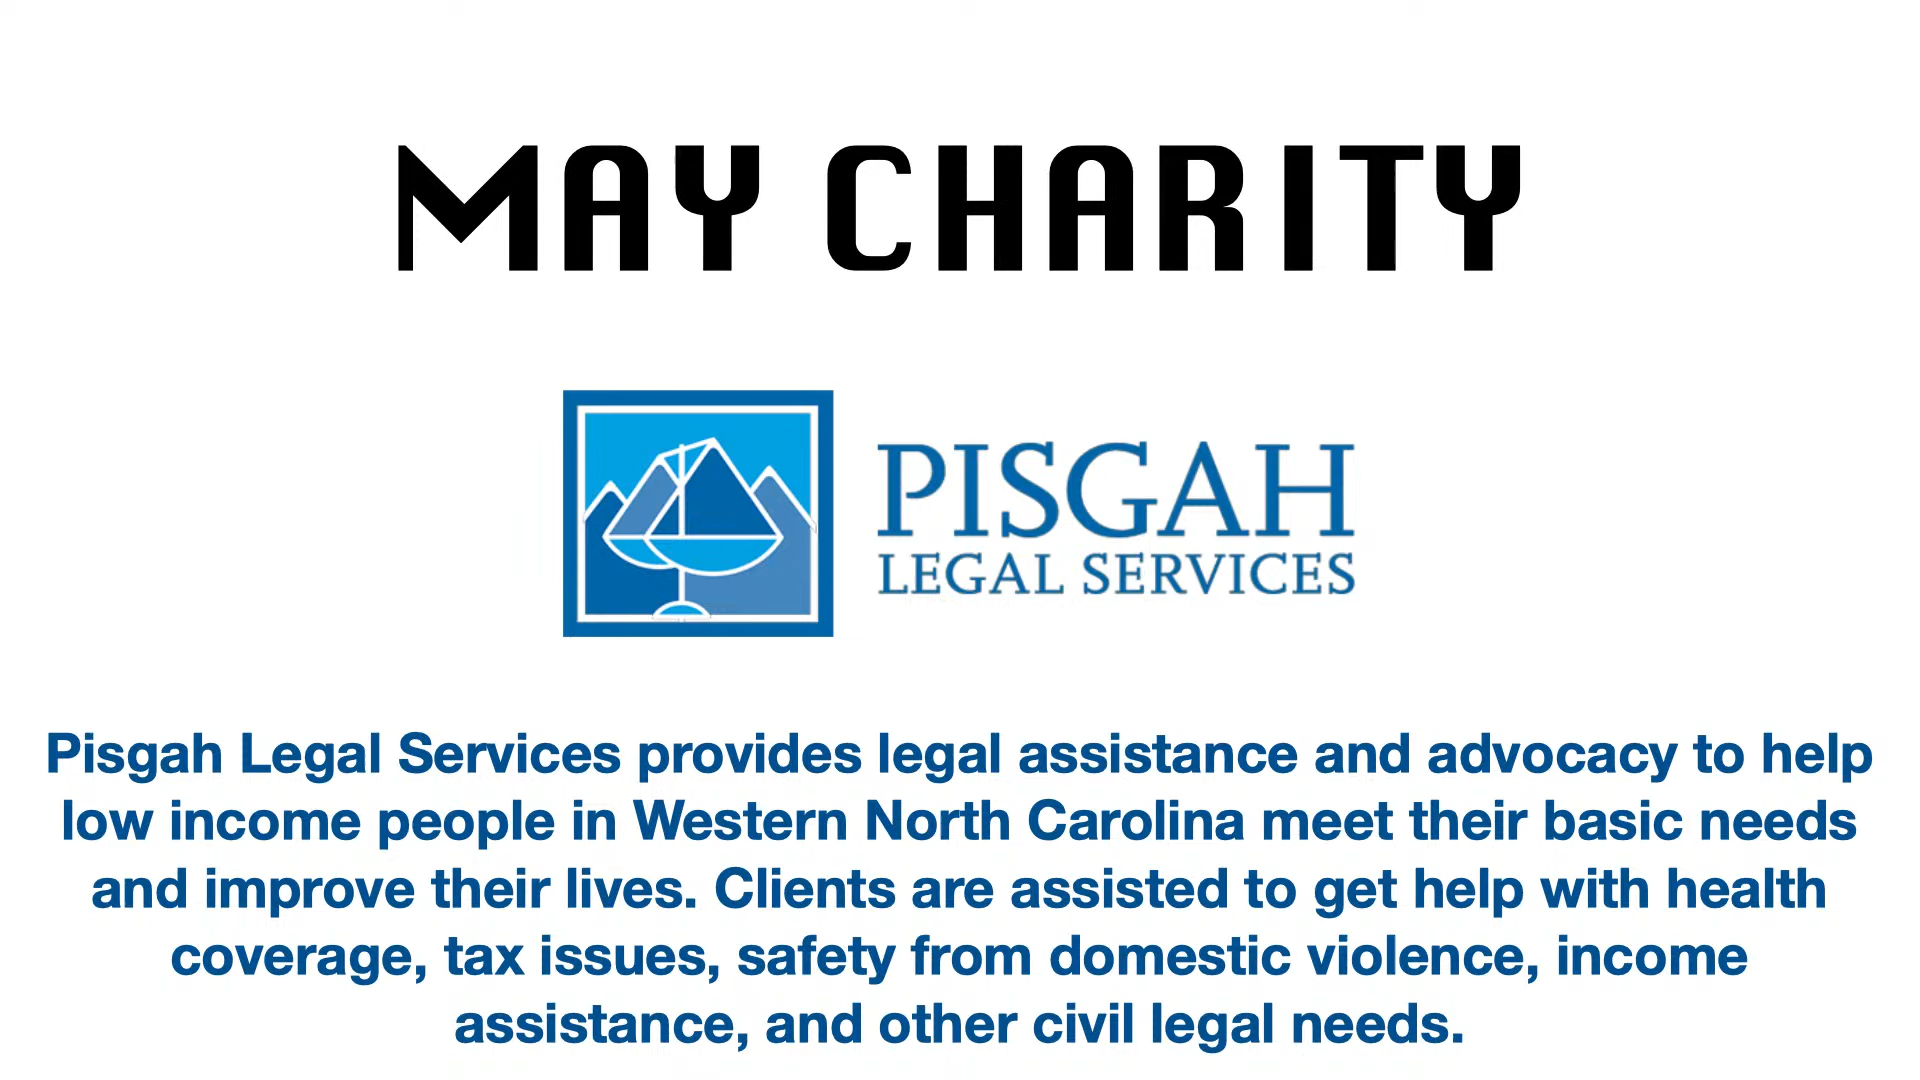 MAY CHARITY
PISGAH
LEGAL SERVICES
Pisgah Legal Services provides legal assistance and advocacy to help
low income people in Western North Carolina meet their basic needs
and improve their lives. Clients are assisted to get help with health
coverage, tax issues, safety from domestic violence, income
assistance, and other civil legal needs.